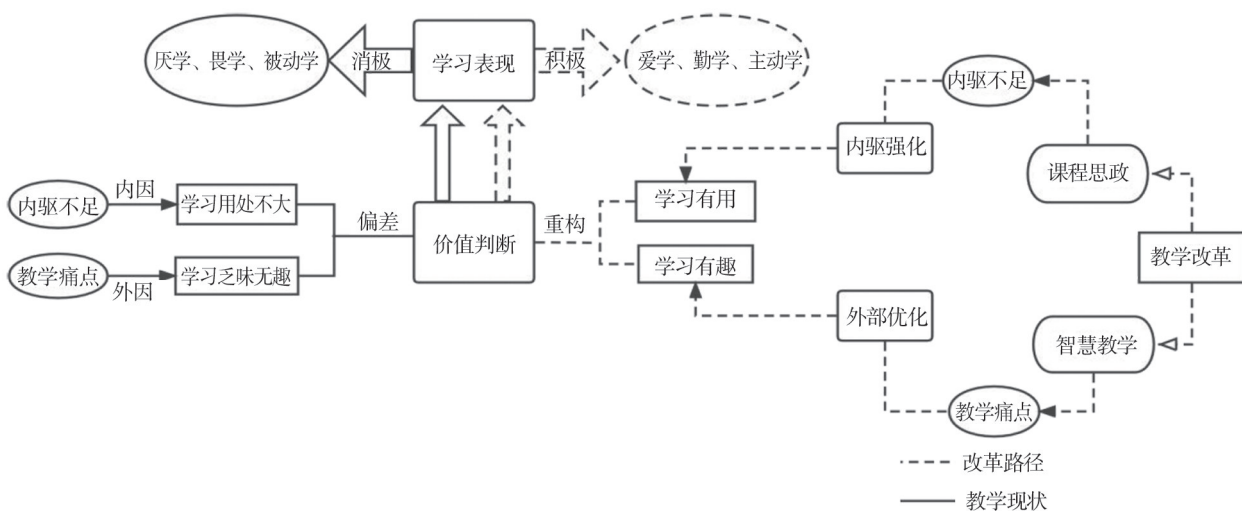 厌学、畏学、被动学
消极
学习表现
积极
爱学、勤学、主动学
内驱不足
内驱强化
课程思政
内驱不足
内因
学习用处不大
学习有用
偏差
价值判断
重构
教学改革
教学痛点
外因
学习乏味无趣
学习有趣
外部优化
智慧教学
教学痛点
改革路径
教学现状